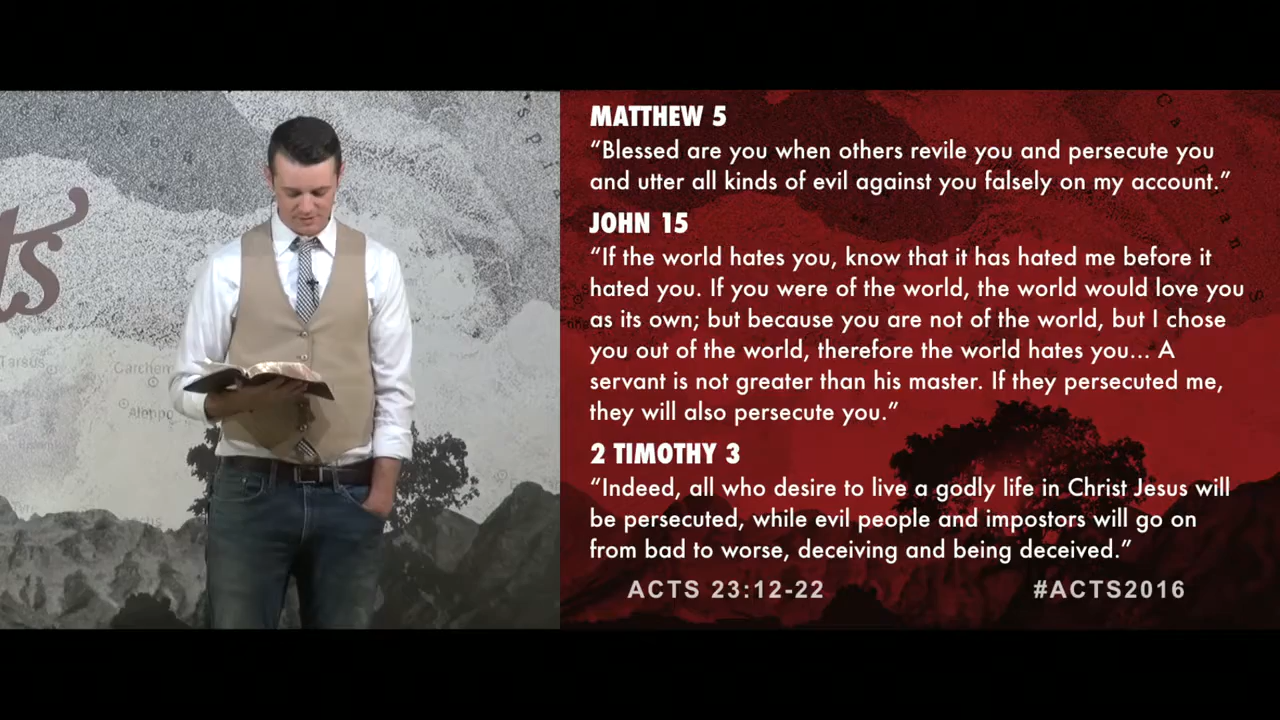 ts
Tarsus
Carchem
Aleppo
MATTHEW 5
“Blessed are you when others revile you and persecute you
and utter all kinds of evil against you falsely on my account.”
JOHN 15
“If the world hates you, know that it has hated me before it
hated you. If you were of the world, the world would love you
as its own; but because you are not of the world, but I chose
you out of the world, therefore the world hates you... A
servant is not greater than his master. If they persecuted me,
they will also persecute you.”
2 TIMOTHY 3
“Indeed, all who desire to live a godly life in Christ Jesus will
be persecuted, while evil people and impostors will go on
from bad to worse, deceiving and being deceived.”
ACTS 23:12-22
#ACTS2016